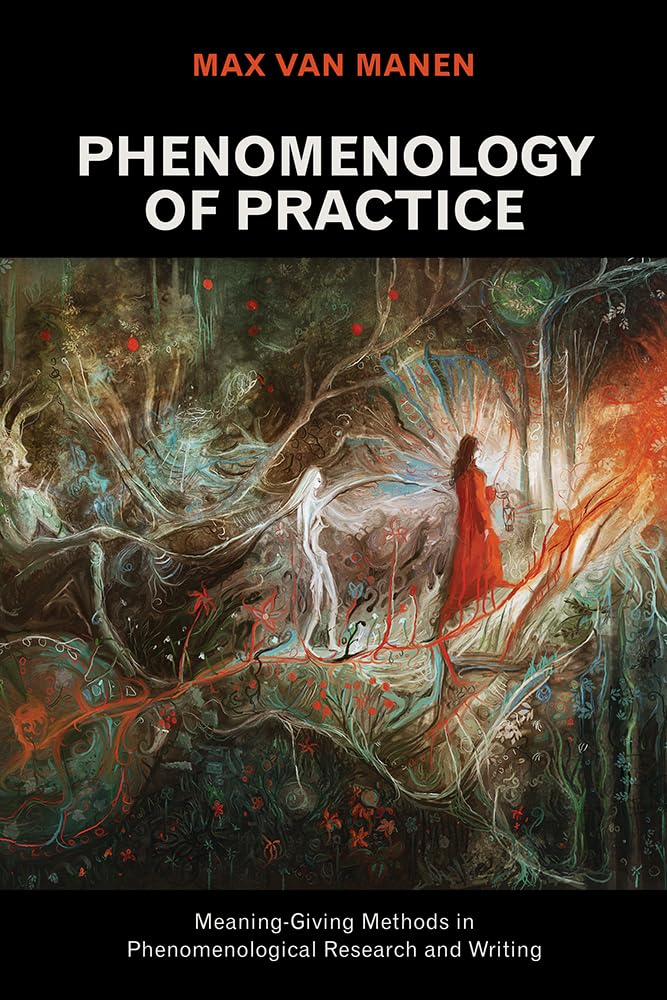 MAX VAN MANEN
PHENOMENOLOGY
OF PRACTICE
Meaning-Giving Methods in
Phenomenological Research and Writing